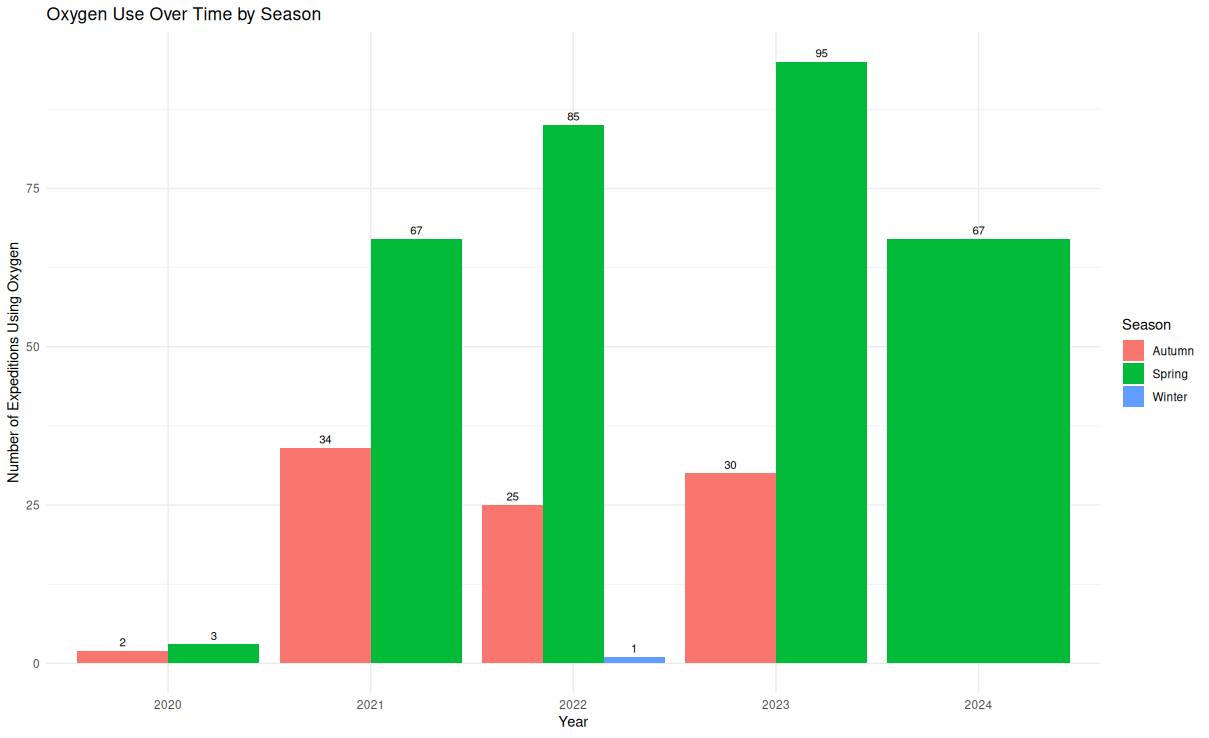 Oxygen Use Over Time by Season
Number of Expeditions Using Oxygen
75
50
25
0
2
3
34
67
25
85
1
30
95
67
2020
2021
2022
2023
2024
Year
Season
Autumn
Spring
Winter